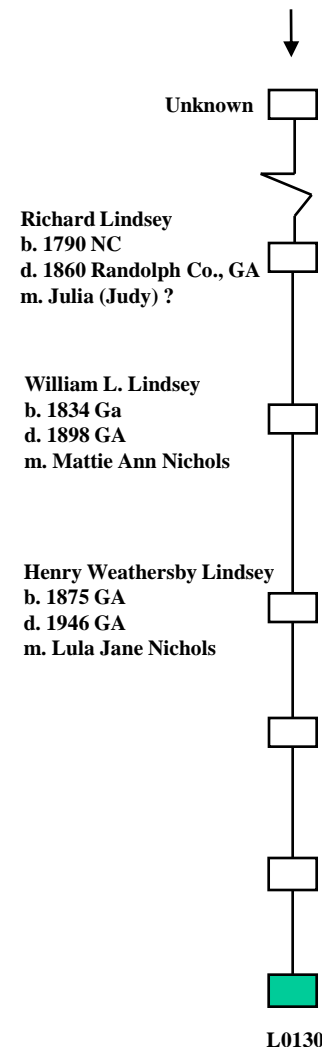 Unknown
Richard Lindsey
b. 1790 NC
d. 1860 Randolph Co., GA
m. Julia (Judy) ?
William L. Lindsey
b. 1834 Ga
d. 1898 GA
m. Mattie Ann Nichols
Henry Weathersby Lindsey
b. 1875 GA
d. 1946 GA
m. Lula Jane Nichols
L0130